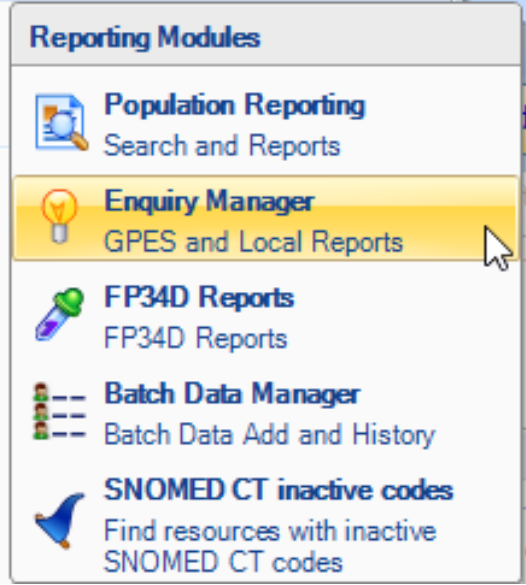 Reporting Modules
Population Reporting
Search and Reports
Enquiry Manager
GPES and Local Reports
FP34D Reports
FP34D Reports
Batch Data Manager
Batch Data Add and History
SNOMED CT inactive codes
Find resources with inactive
SNOMED CT codes